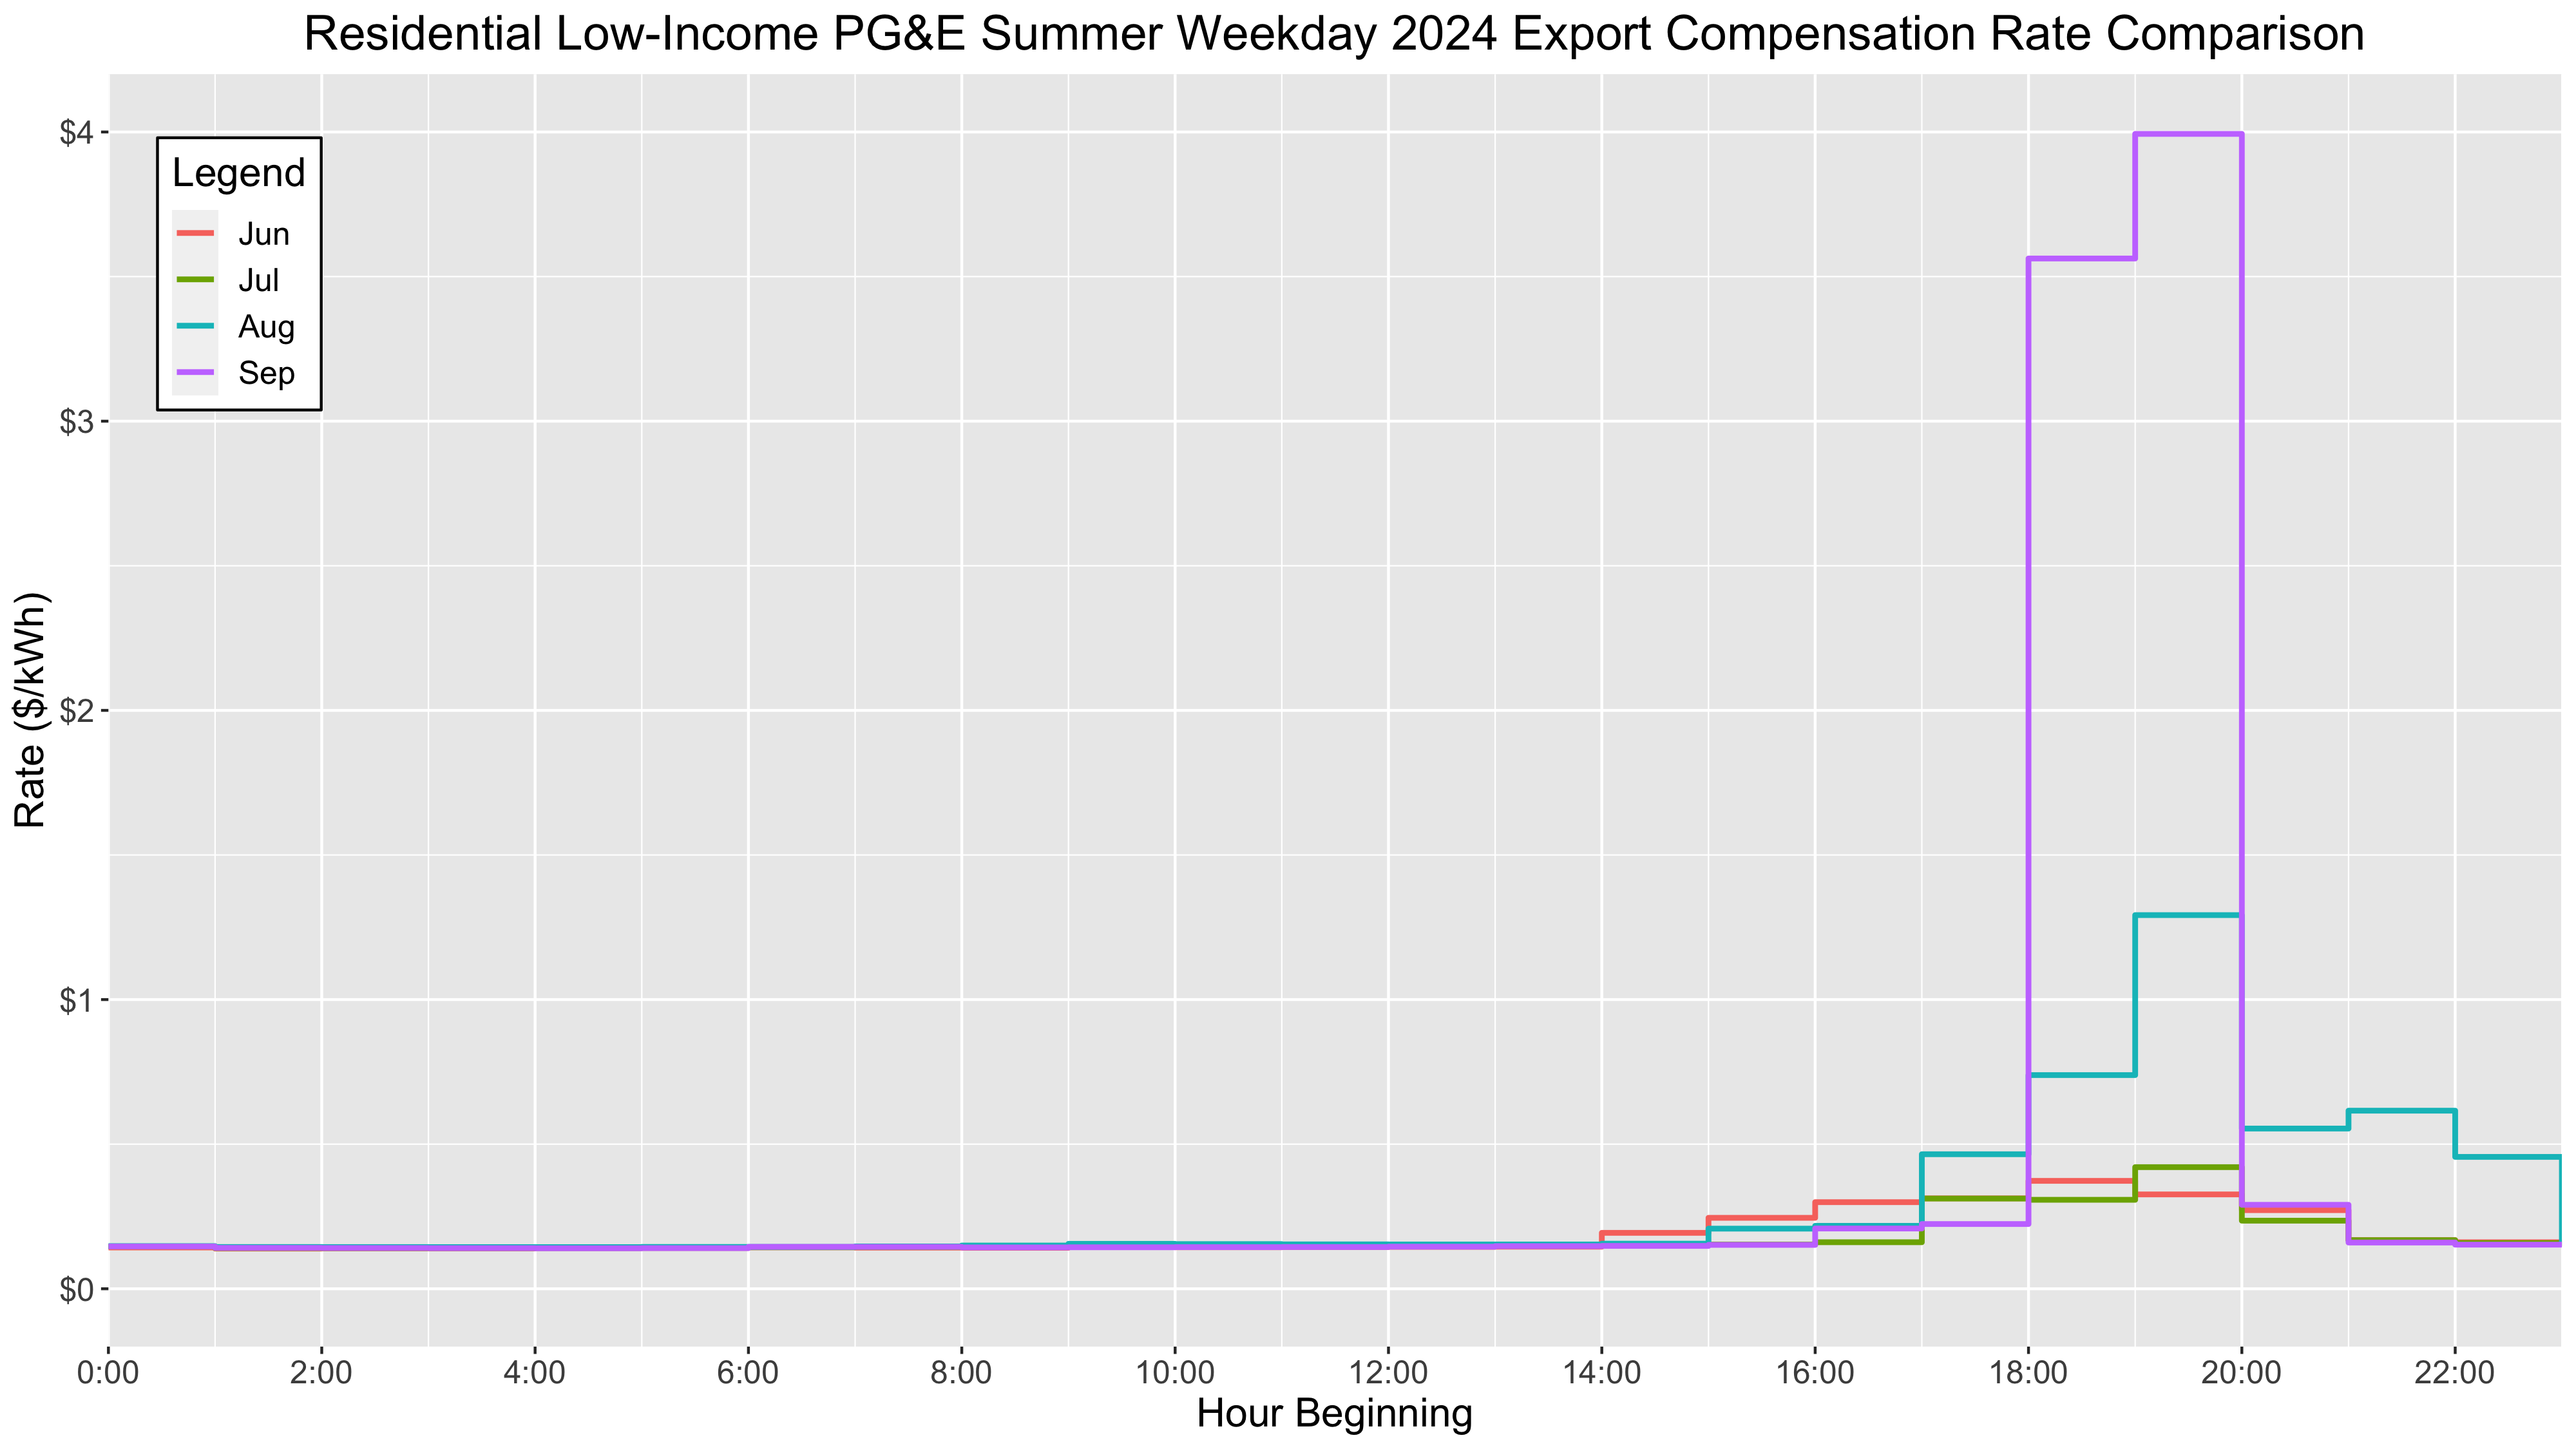 Residential Low-Income PG&E Summer Weekday 2024 Export Compensation Rate Comparison
$4
Legend
Jun
Jul
Aug
Sep
$3
Rate ($/kWh)
$2
$1
$0
0:00 2:00 4:00 6:00 8:00 10:00 12:00 14:00 16:00 18:00 20:00 22:00
Hour Beginning